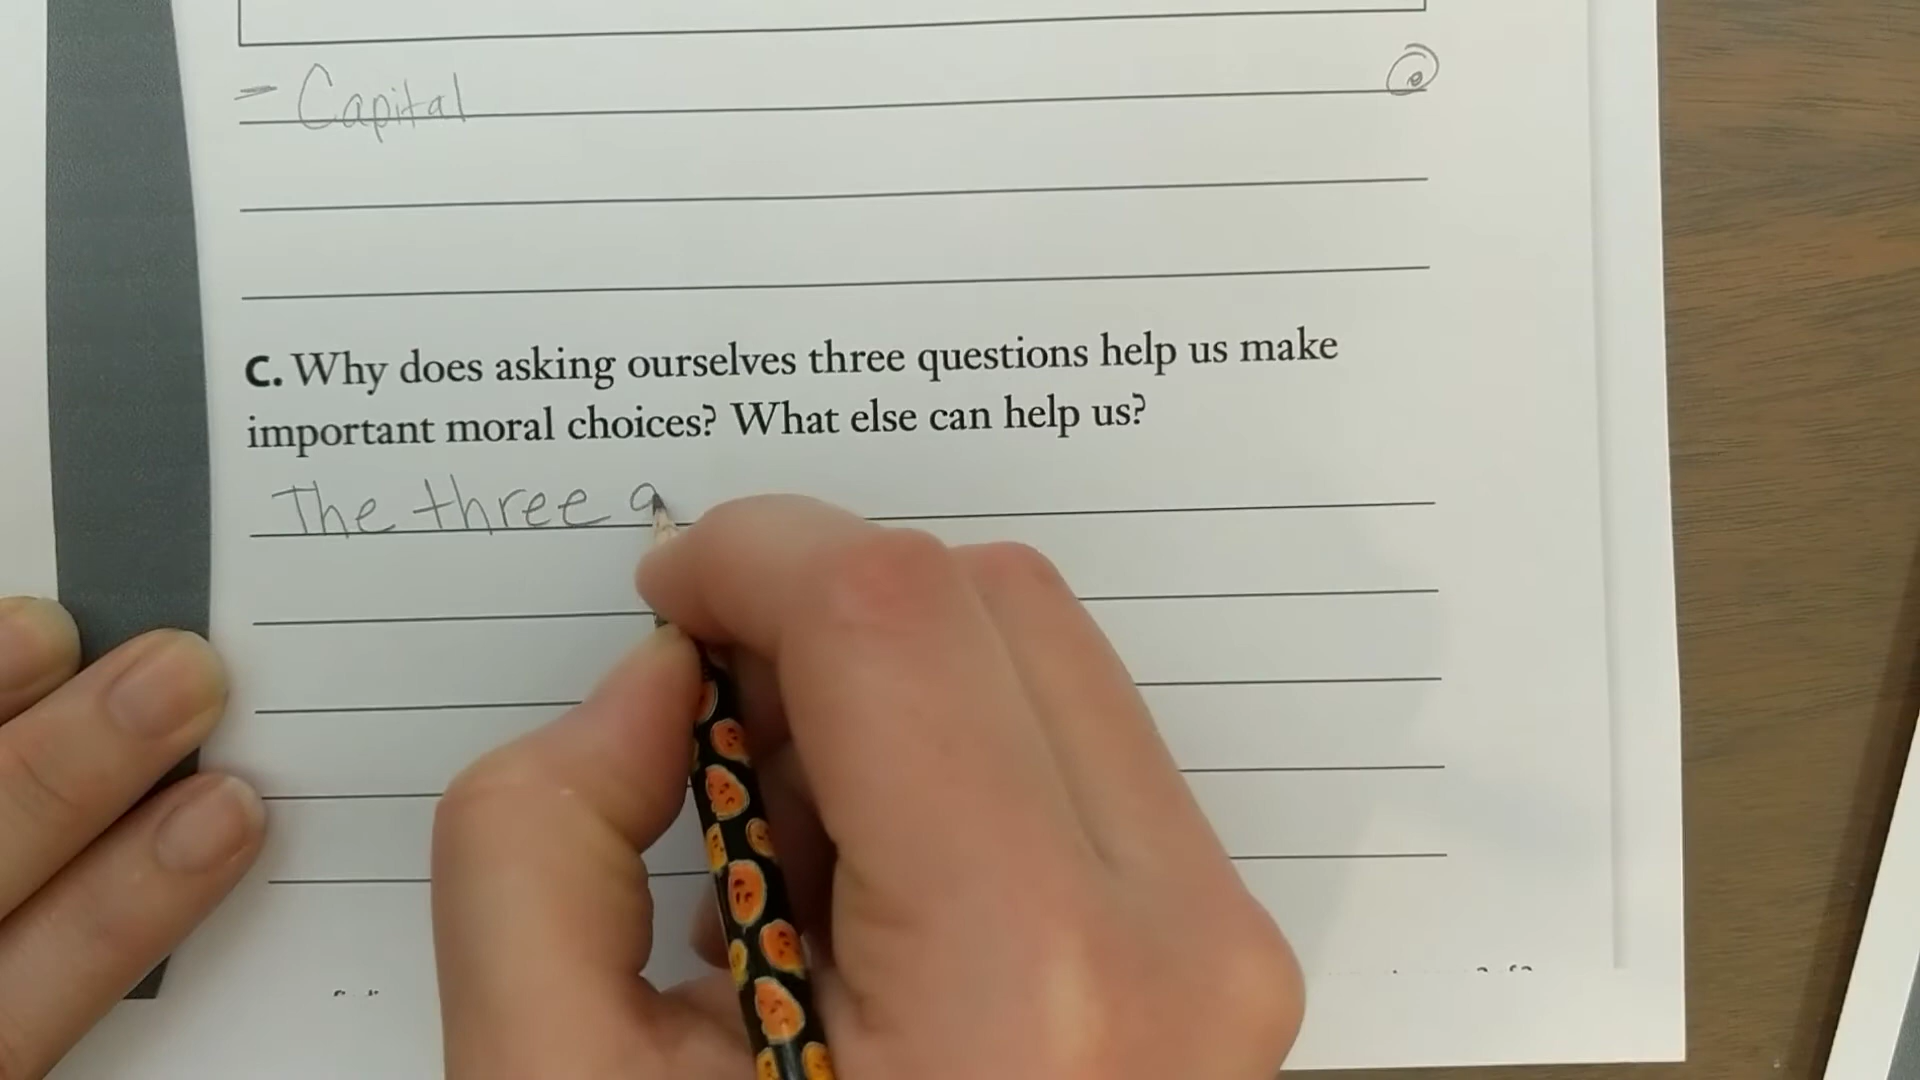 Capital
C. Why does asking ourselves three questions help us make
important moral choices? What else can help us?
The three